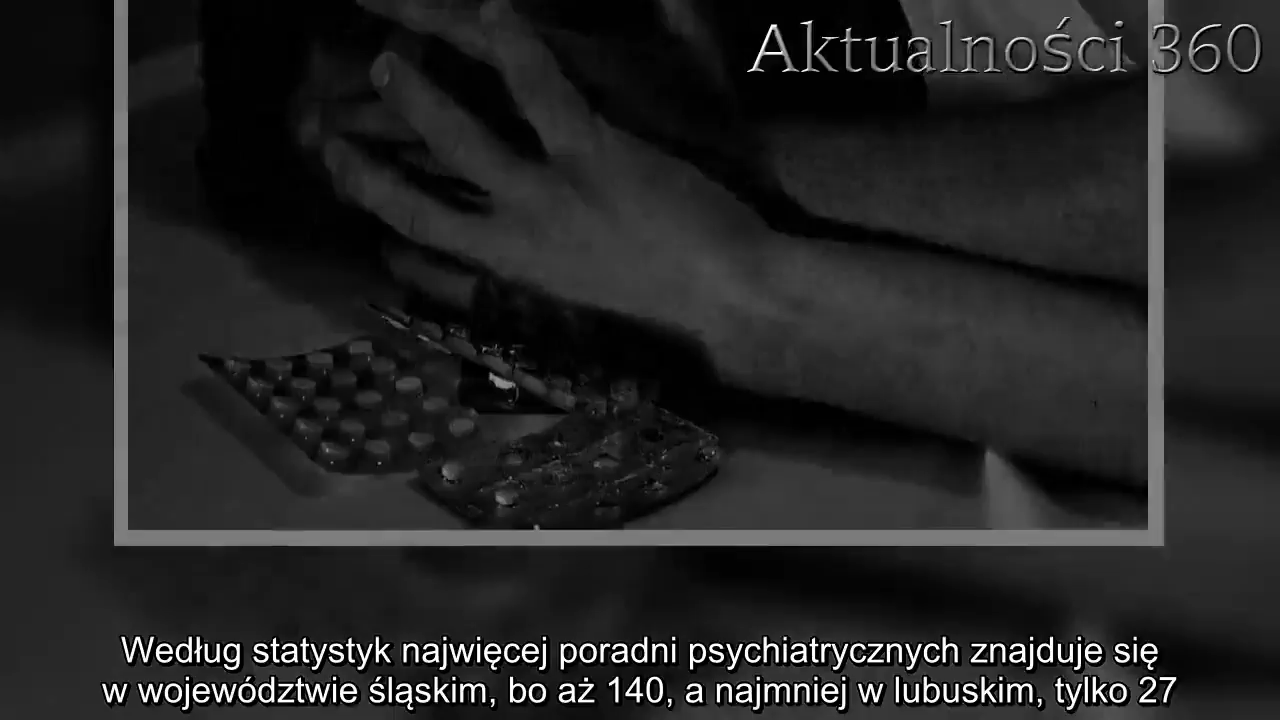 Aktualności 360
Według statystyk najwięcej poradni psychiatrycznych znajduje się
w województwie śląskim, bo aż 140, a najmniej w lubuskim, tylko 27